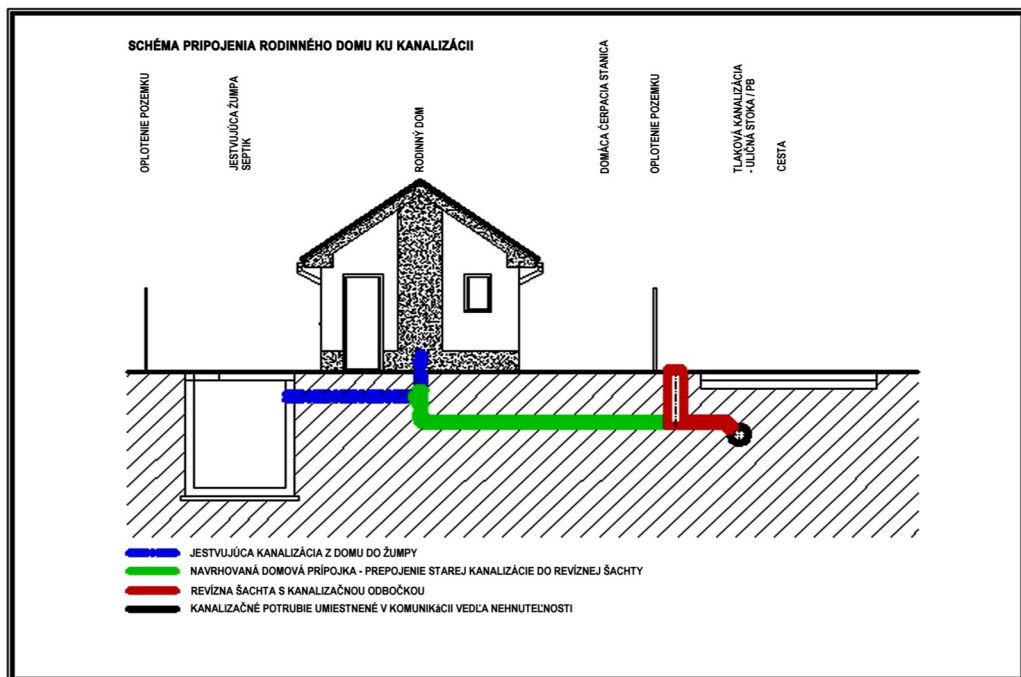 SCHÉMA PRIPOJENIA RODINNÉHO DOMU KU KANALIZÁCII
OPLOTENIE POZEMKU
JESTVUJÚCA ŽUMPA
SEPTIK
RODINNÝ DOM
DOMÁCA ČERPACIA STANICA
OPLOTENIE POZEMKU
TLAKOVÁ KANALIZÁCIA
- ULIČNÁ STOKA / PB
CESTA
JESTVUJÚCA KANALIZÁCIA Z DOMU DO ŽUMPY
NAVRHOVANÁ DOMOVÁ PRÍPOJKA - PREPOJENIE STAREJ KANALIZÁCIE DO REVÍZNEJ ŠACHTY
REVÍZNA ŠACHTA S KANALIZAČNOU ODBOČKOU
KANALIZAČNÉ POTRUBIE UMIESTNENÉ V KOMUNIKáCII VEDĽA NEHNUTEĽNOSTI